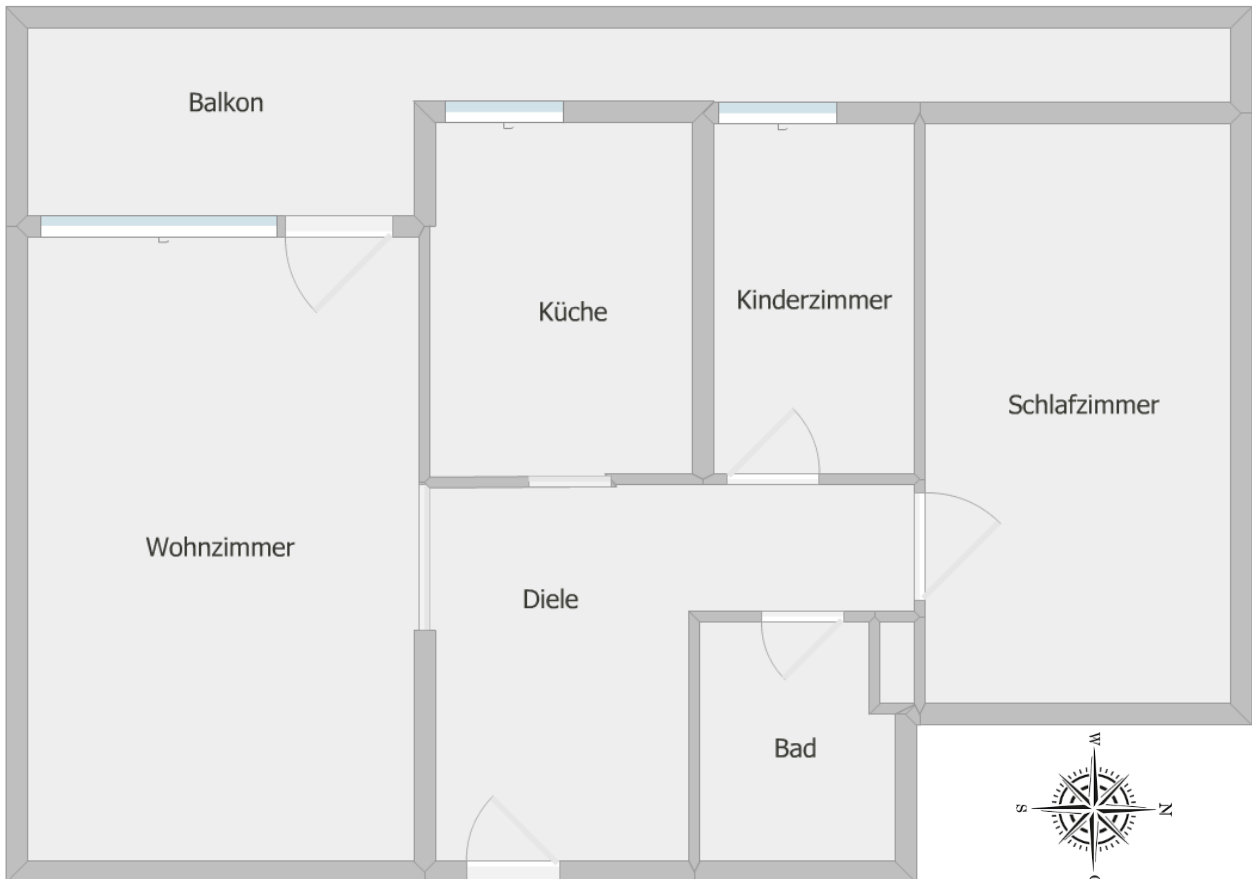 Balkon
Küche
Kinderzimmer
Schlafzimmer
Wohnzimmer
Diele
Bad
W
S
N